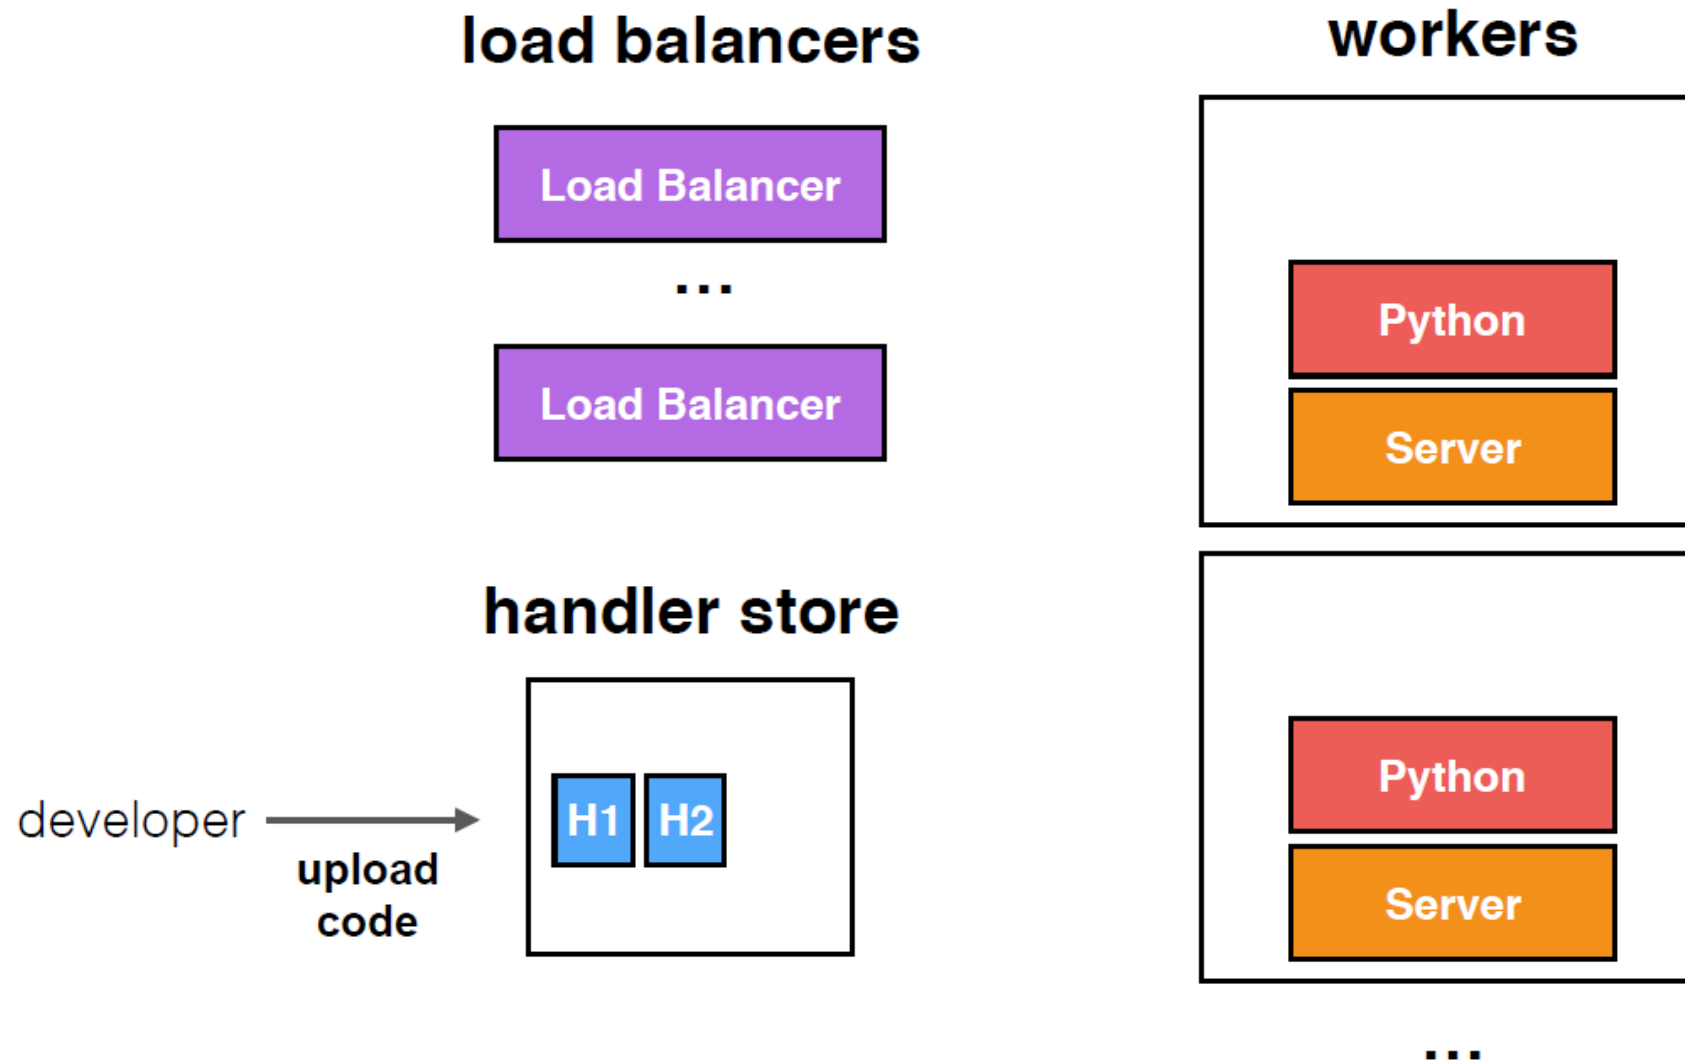 load balancers
Load Balancer
...
Load Balancer
handler store
H1 H2
developer
upload
code
workers
Python
Server
Python
Server
...